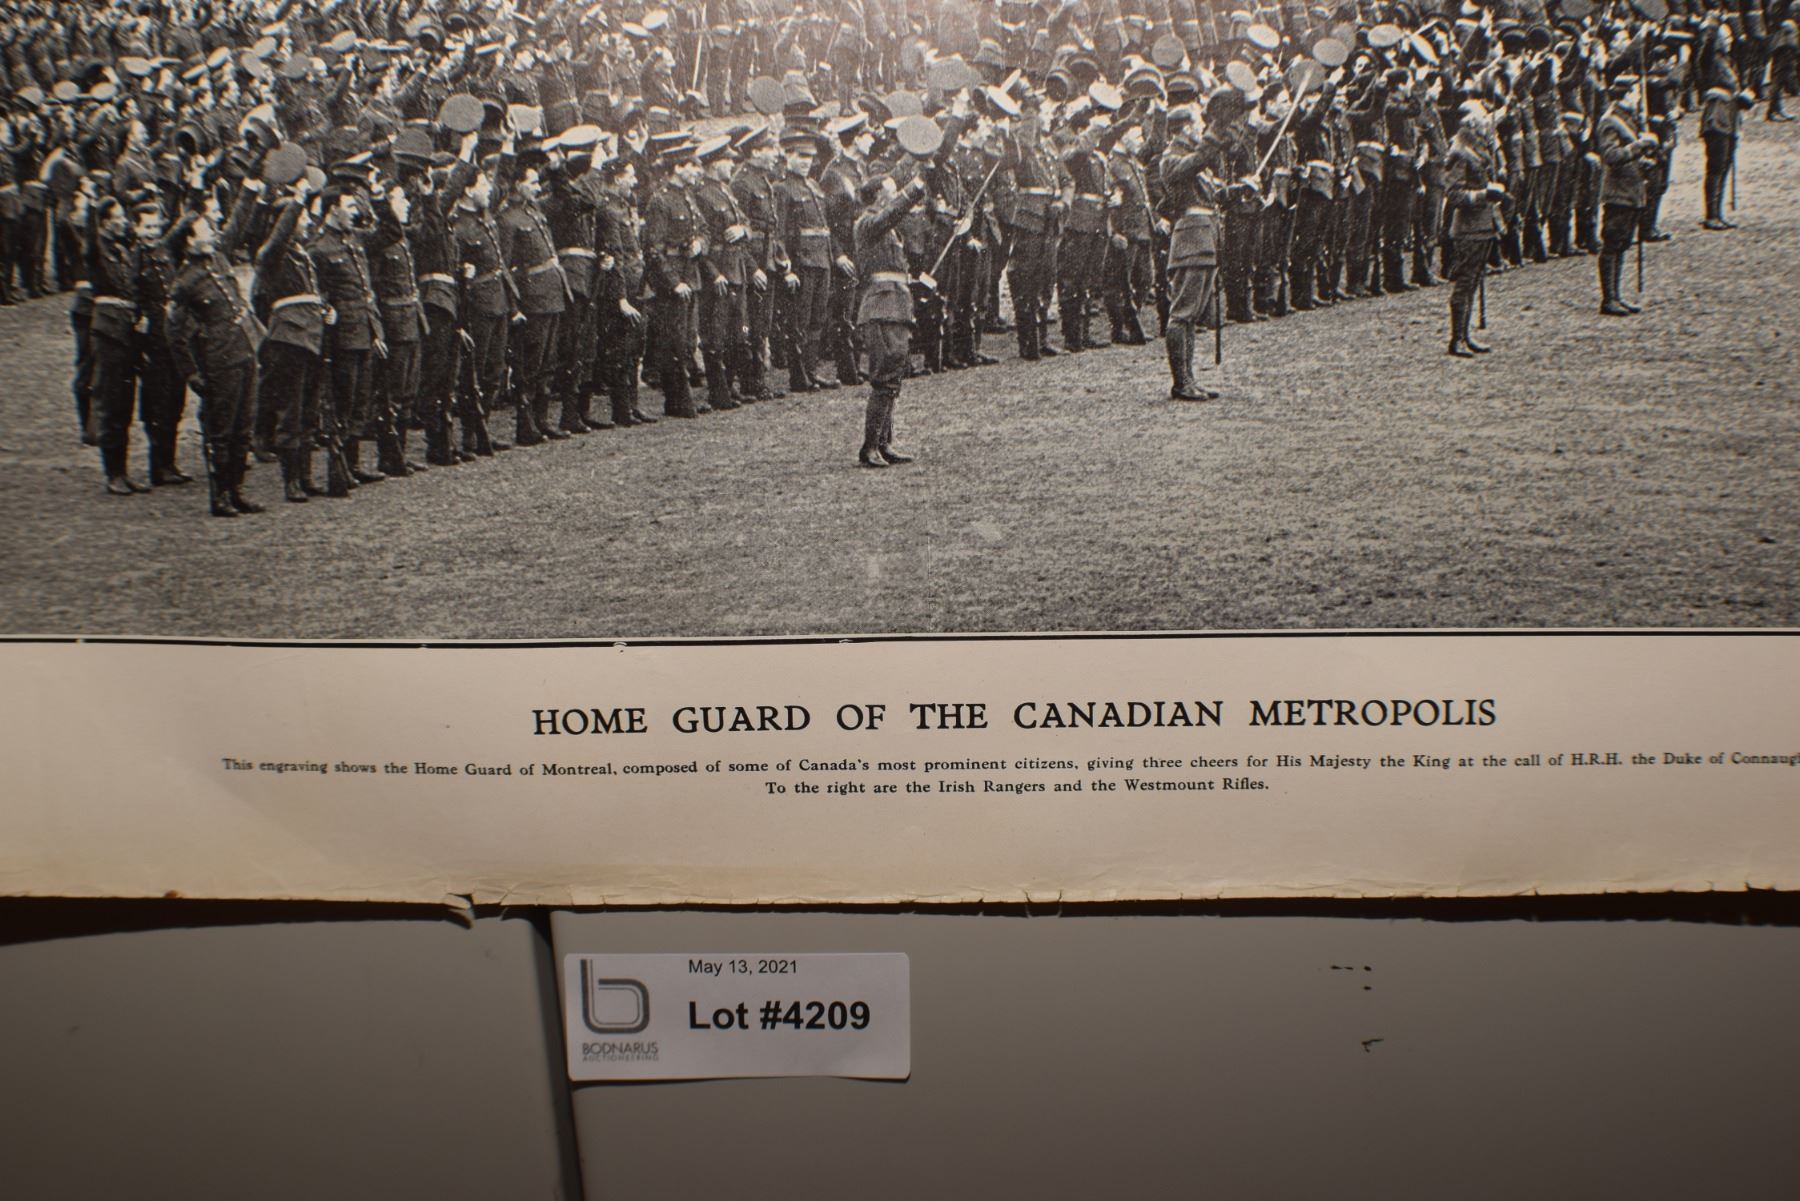 HOME GUARD OF THE CANADIAN METROPOLIS
This engraving shows the Home Guard of Montreal, composed of some of Canada's most prominent citizens, giving three cheers for His Majesty the King at the call of H.R.H. the Duke of Connaugh
To the right are the Irish Rangers and the Westmount Rifles.
May 13, 2021
Lot #4209
BODNARUS
AUCTIONEERING